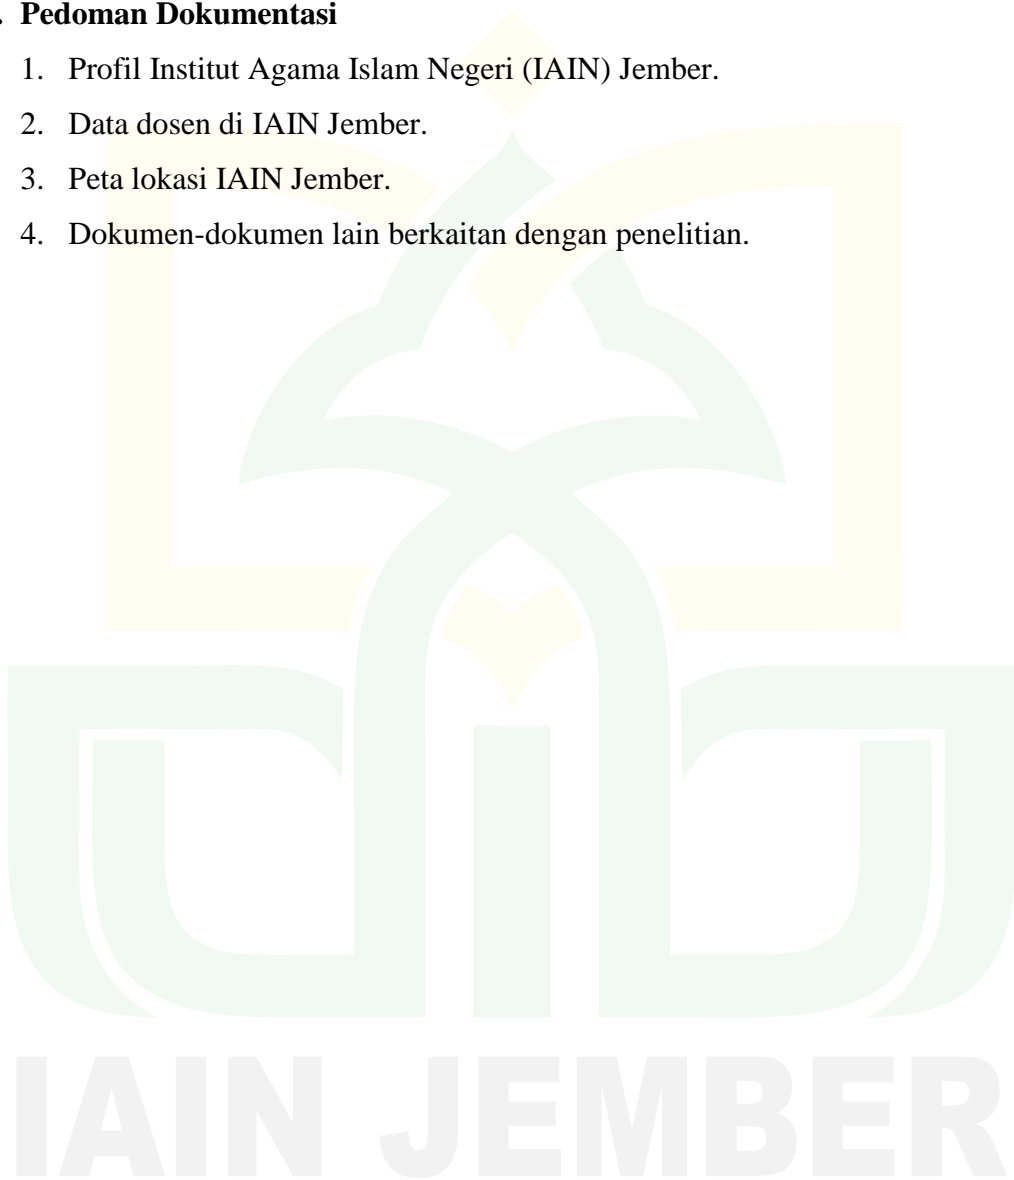 . Pedoman Dokumentasi
1. Profil Institut Agama Islam Negeri (IAIN) Jember.
2. Data dosen di IAIN Jember.
3. Peta lokasi IAIN Jember.
4. Dokumen-dokumen lain berkaitan dengan penelitian.
IAIN JEMBER